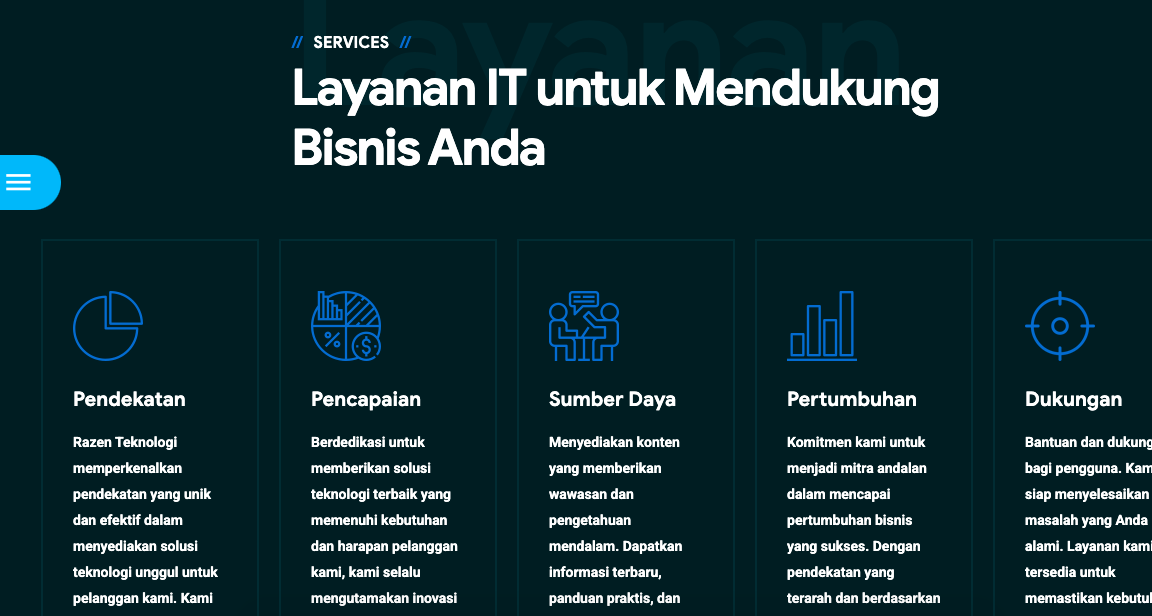 Layanan
// SERVICES //
Layanan IT untuk Mendukung
Bisnis Anda
Pendekatan
Razen Teknologi
memperkenalkan
pendekatan yang unik
dan efektif dalam
menyediakan solusi
teknologi unggul untuk
pelanggan kami. Kami
Pencapaian
Berdedikasi untuk
memberikan solusi
teknologi terbaik yang
memenuhi kebutuhan
dan harapan pelanggan
kami, kami selalu
mengutamakan inovasi
Sumber Daya
Menyediakan konten
yang memberikan
wawasan dan
pengetahuan
mendalam. Dapatkan
informasi terbaru,
panduan praktis, dan
Pertumbuhan
Komitmen kami untuk
menjadi mitra andalan
dalam mencapai
pertumbuhan bisnis
yang sukses. Dengan
pendekatan yang
terarah dan berdasarkan
Dukungan
Bantuan dan dukung
bagi pengguna. Kam
siap menyelesaikan
masalah yang Anda
alami. Layanan kami
tersedia untuk
memastikan kebutuh